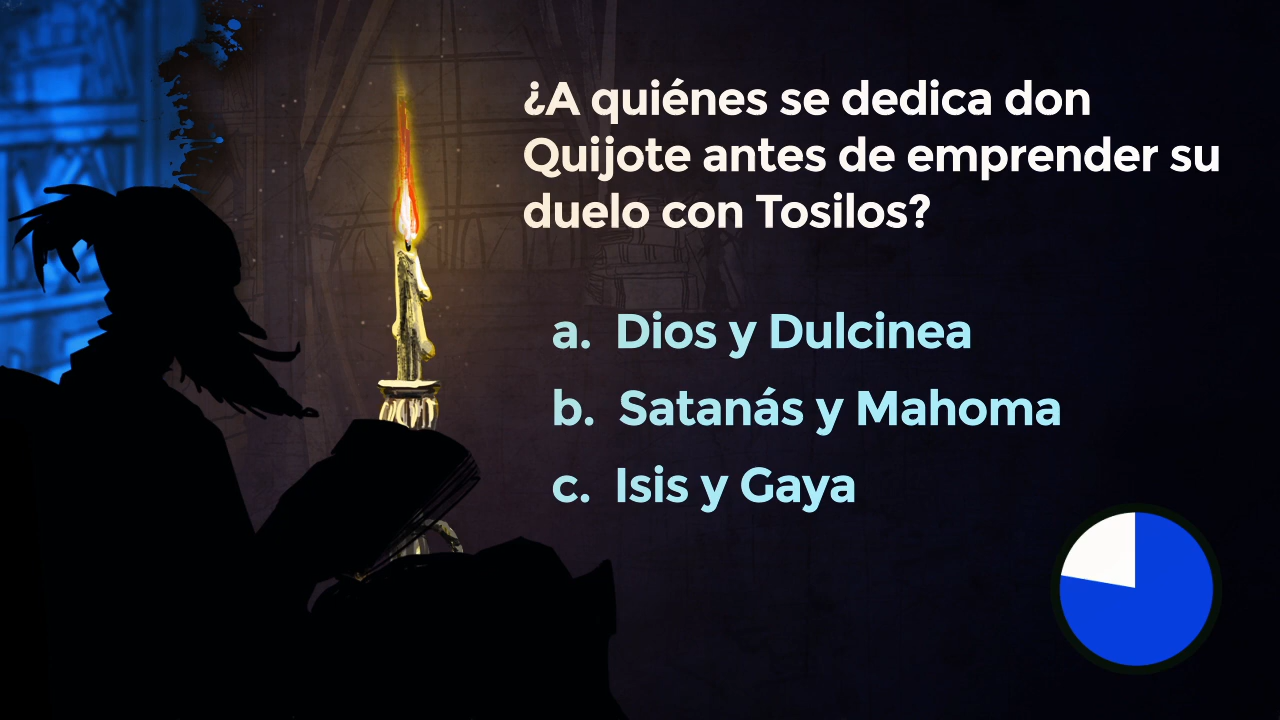 ¿A quiénes se dedica don
Quijote antes de emprender su
duelo con Tosilos?
a. Dios y Dulcinea
b. Satanás y Mahoma
c. Isis y Gaya